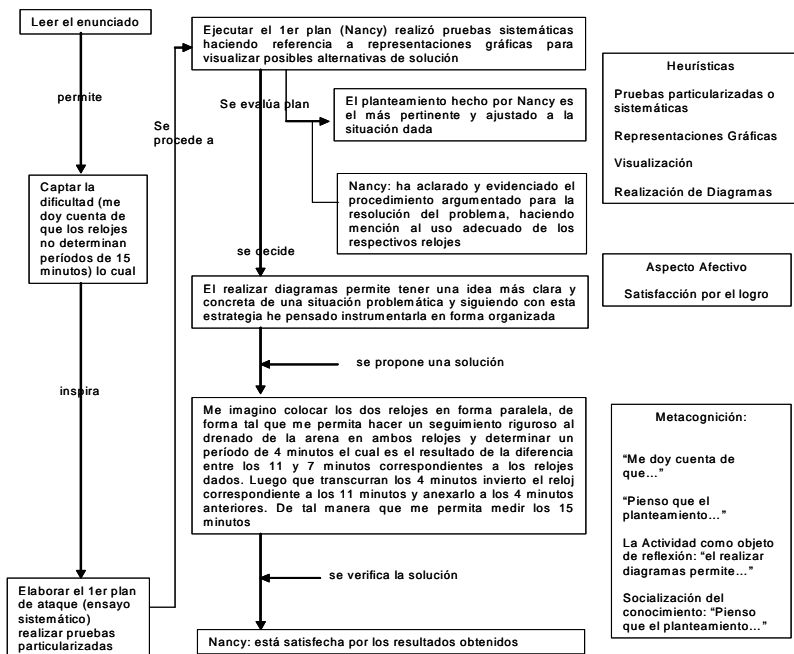 Leer el enunciado
permite
Captar la
dificultad (me
doy cuenta de
que los relojes
no determinan
períodos de 15
minutos) lo cual
inspira
Elaborar el 1er plan
de ataque (ensayo
sistemático)
realizar pruebas
particularizadas
Se
procede a
Ejecutar el 1er plan (Nancy) realizó pruebas sistemáticas
haciendo referencia a representaciones gráficas para
visualizar posibles alternativas de solución
Se evalúa plan
El planteamiento hecho por Nancy es
el más pertinente y ajustado a la
situación dada
Nancy: ha aclarado y evidenciado el
procedimiento argumentado para la
resolución del problema, haciendo
mención al uso adecuado de los
respectivos relojes
se decide
El realizar diagramas permite tener una idea más clara y
concreta de una situación problemática y siguiendo con esta
estrategia he pensado instrumentarla en forma organizada
se propone una solución
Me imagino colocar los dos relojes en forma paralela, de
forma tal que me permita hacer un seguimiento riguroso al
drenado de la arena en ambos relojes y determinar un
período de 4 minutos el cual es el resultado de la diferencia
entre los 11 y 7 minutos correspondientes a los relojes
dados. Luego que transcurran los 4 minutos invierto el reloj
correspondiente a los 11 minutos y anexarlo a los 4 minutos
anteriores. De tal manera que me permita medir los 15
minutos
se verifica la solución
Nancy: está satisfecha por los resultados obtenidos
Heurísticas
Pruebas particularizadas o
sistemáticas
Representaciones Gráficas
Visualización
Realización de Diagramas
Aspecto Afectivo
Satisfacción por el logro
Metacognición:
“Me doy cuenta de
que…”
“Pienso que el
planteamiento…”
La Actividad como objeto
de reflexión: “el realizar
diagramas permite…”
Socialización del
conocimiento: “Pienso
que el planteamiento…”